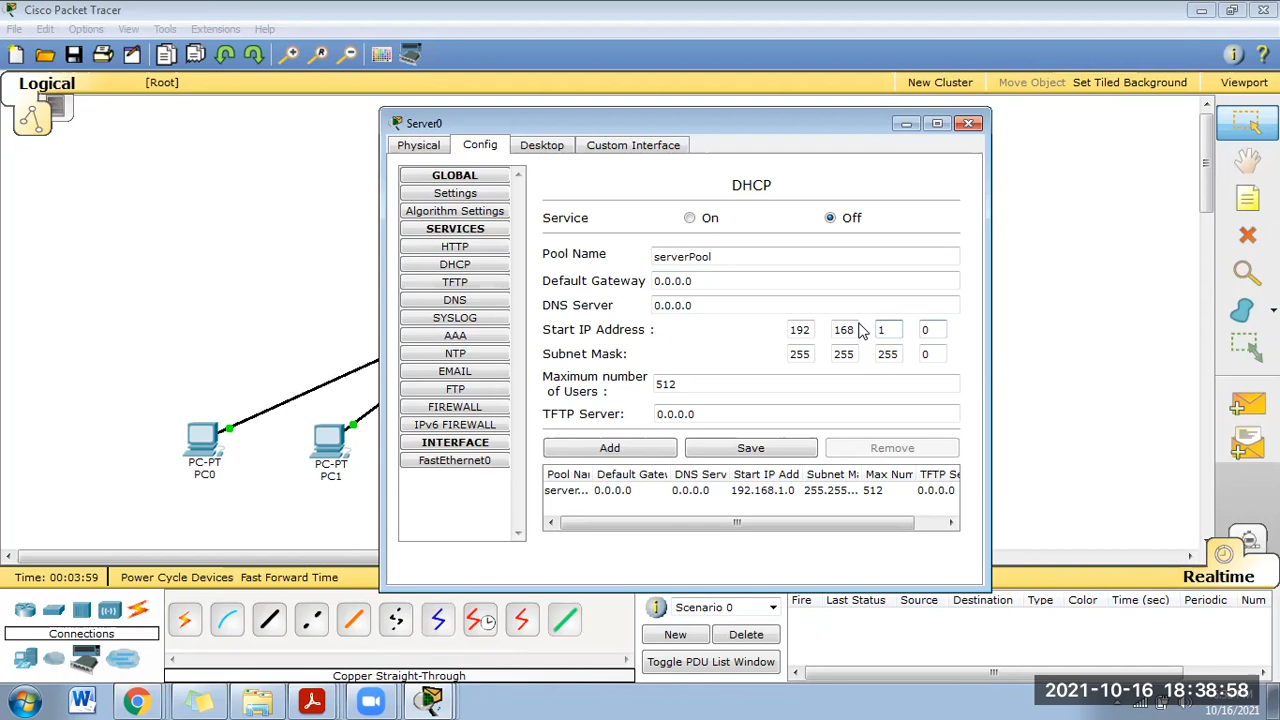 Cisco Packet Tracer
File Edit Options View Tools Extensions Help
Logical [Root] New Cluster Move Object Set Tiled Background Viewport
Server0
Physical Config Desktop Custom Interface
GLOBAL
Settings
Algorithm Settings
SERVICES
HTTP
DHCP
TFTP
DNS
SYSLOG
AAA
NTP
EMAIL
FTP
FIREWALL
IPv6 FIREWALL
INTERFACE
FastEthernet0
DHCP
Service On Off
Pool Name serverPool
Default Gateway 0.0.0.0
DNS Server 0.0.0.0
Start IP Address : 192 168 1 0
Subnet Mask: 255 255 255 0
Maximum number
of Users : 512
TFTP Server: 0.0.0.0
Add Save Remove
Pool Nar Default Gatew DNS Serv Start IP Add Subnet Ma Max Num TFTP Se
server... 0.0.0.0 0.0.0.0 192.168.1.0 255.255... 512 0.0.0.0
PC-PT
PC0
PC-PT
PC1
Time: 00:03:59 Power Cycle Devices Fast Forward Time Realtime
Connections
Copper Straight-Through
Scenario 0
New Delete
Toggle PDU List Window
Fire Last Status Source Destination Type Color Time (sec) Periodic Num
2021-10-16 18:38:58
10/16/2021